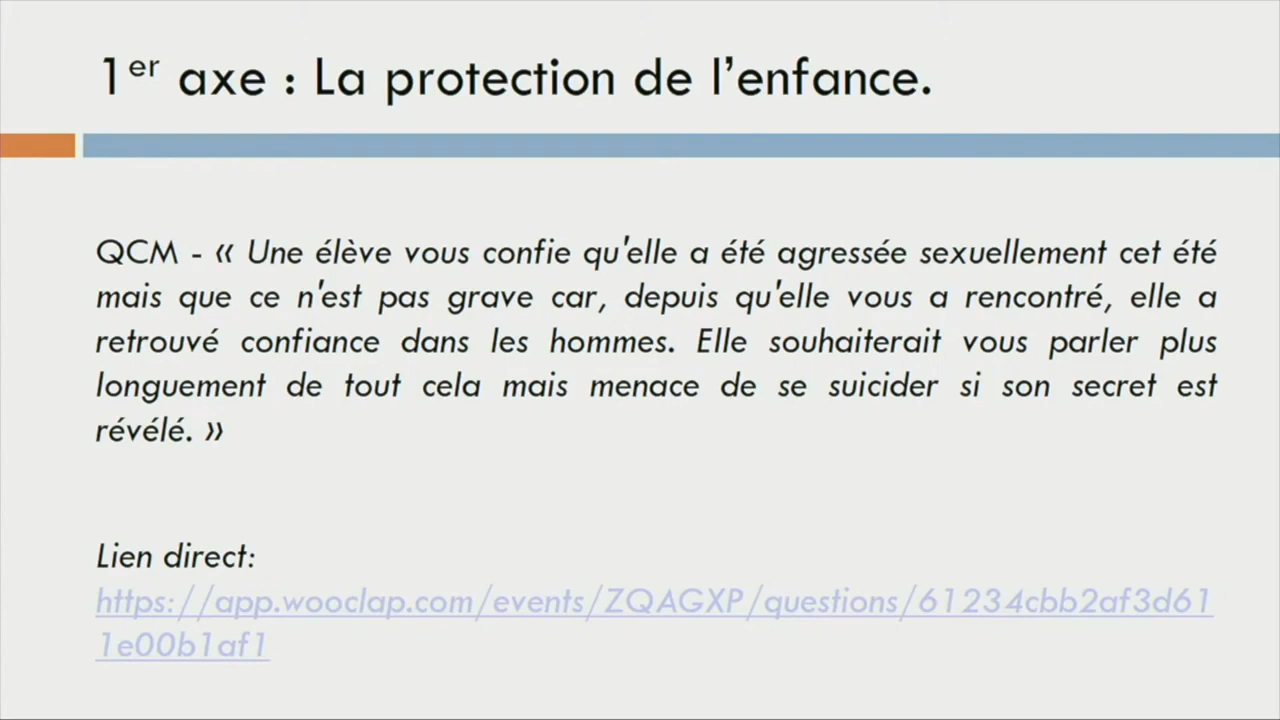 1er axe : La protection de l’enfance.
QCM - « Une élève vous confie qu'elle a été agressée sexuellement cet été
mais que ce n'est pas grave car, depuis qu'elle vous a rencontré, elle a
retrouvé confiance dans les hommes. Elle souhaiterait vous parler plus
longuement de tout cela mais menace de se suicider si son secret est
révélé. »
Lien direct:
https://app.wooclap.com/events/ZQAGXP/questions/61234cbb2af3d61
1e00b1af1